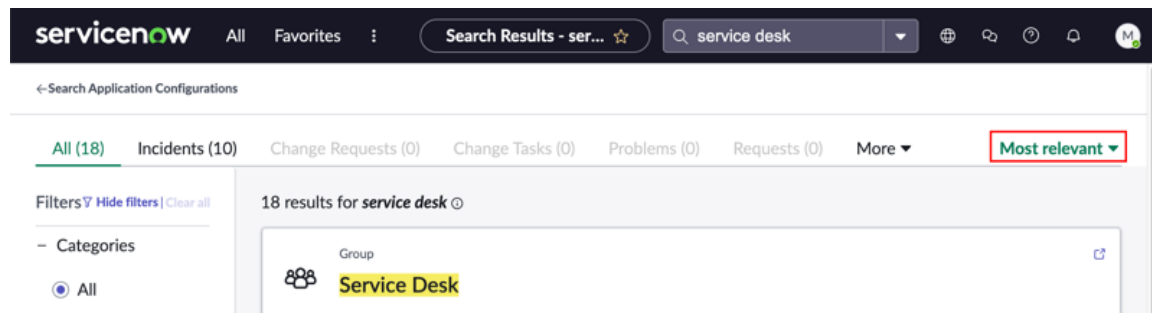 servicenow All Favorites Search Results - ser... service desk M
Search Application Configurations
All (18) Incidents (10) Change Requests (0) Change Tasks (0) Problems (0) Requests (0) More Most relevant
Filters Hide filters | Clear all 18 results for service desk
− Categories
Group
All
Service Desk